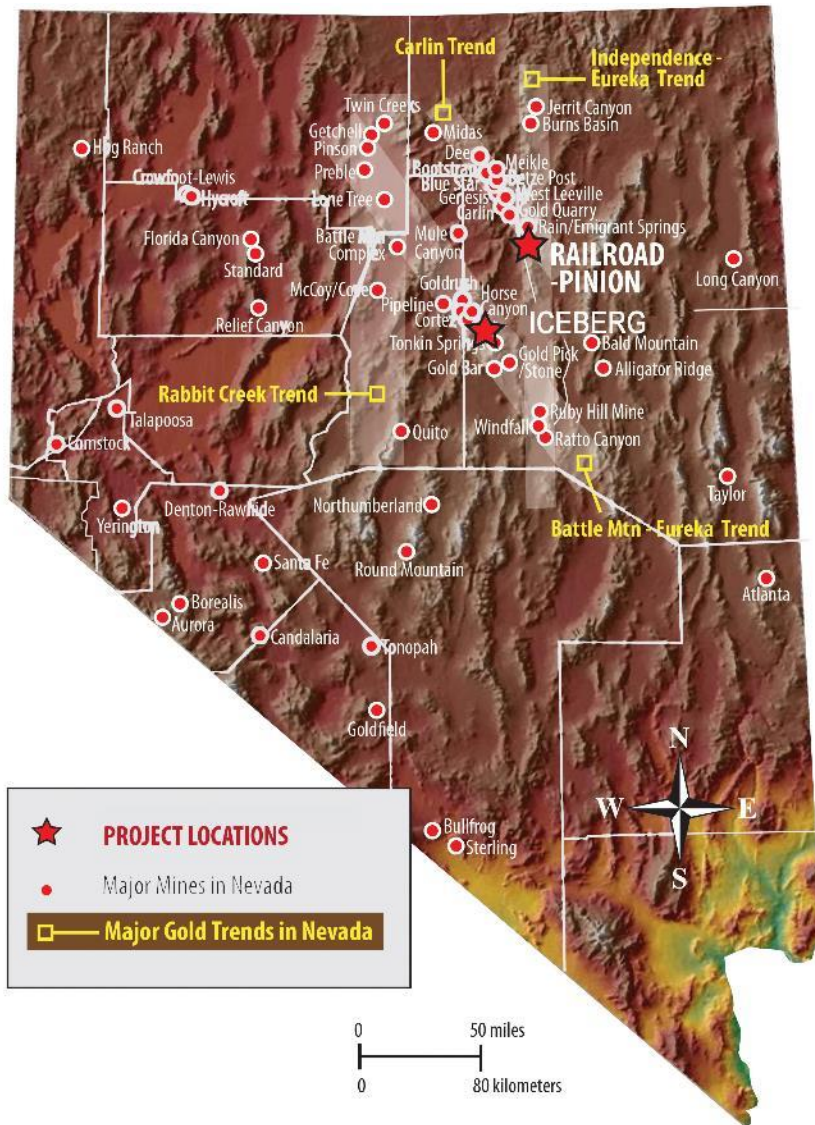 Carlin Trend
Independence -
Eureka Trend
Twin Creeks
Getchell
Pinson
Preble
Lone Tree
Midas
Jerrit Canyon
Burns Basin
Hog Ranch
Dee
Bootstrap
Blue Star
Genesis
Carlin
Meikle
Betze Post
West Leeville
Gold Quarry
Rain/Emigrant Springs
Crowfoot-Lewis
Hycroft
Florida Canyon
Standard
Battle Mtn
Complex
Mule
Canyon
RAILROAD
-PINION
Long Canyon
McCoy/Cove
Relief Canyon
Goldrush
Pipeline
Cortez
Horse
Canyon
ICEBERG
Tonkin Springs
Gold Bar
Gold Pick
/Stone
Bald Mountain
Alligator Ridge
Rabbit Creek Trend
Talapoosa
Comstock
Quito
Ruby Hill Mine
Windfall
Ratto Canyon
Yerington
Denton-Rawhide
Northumberland
Battle Mtn - Eureka Trend
Taylor
Santa Fe
Round Mountain
Atlanta
Borealis
Aurora
Candalaria
Tonopah
Goldfield
N
W
E
S
Bullfrog
Sterling
PROJECT LOCATIONS
Major Mines in Nevada
Major Gold Trends in Nevada
0 50 miles
0 80 kilometers